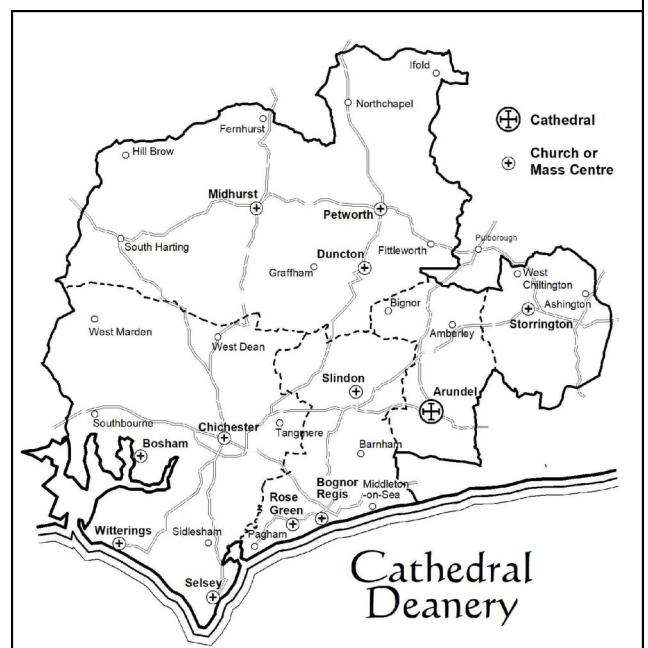 Ifold
Northchapel
Fernhurst
Hill Brow
Cathedral
Church or
Mass Centre
Midhurst
Petworth
South Harting
Duncton
Fittleworth
Pulborough
Graffham
West
Chiltington
Ashington
Bignor
Storrington
West Marden
West Dean
Amberley
Slindon
Arundel
Southbourne
Chichester
Tangmere
Bosham
Barnham
Rose
Green
Bognor
Regis
Middleton
-on-Sea
Witterings
Sidlesham
Pagham
Selsey
Cathedral
Deanery